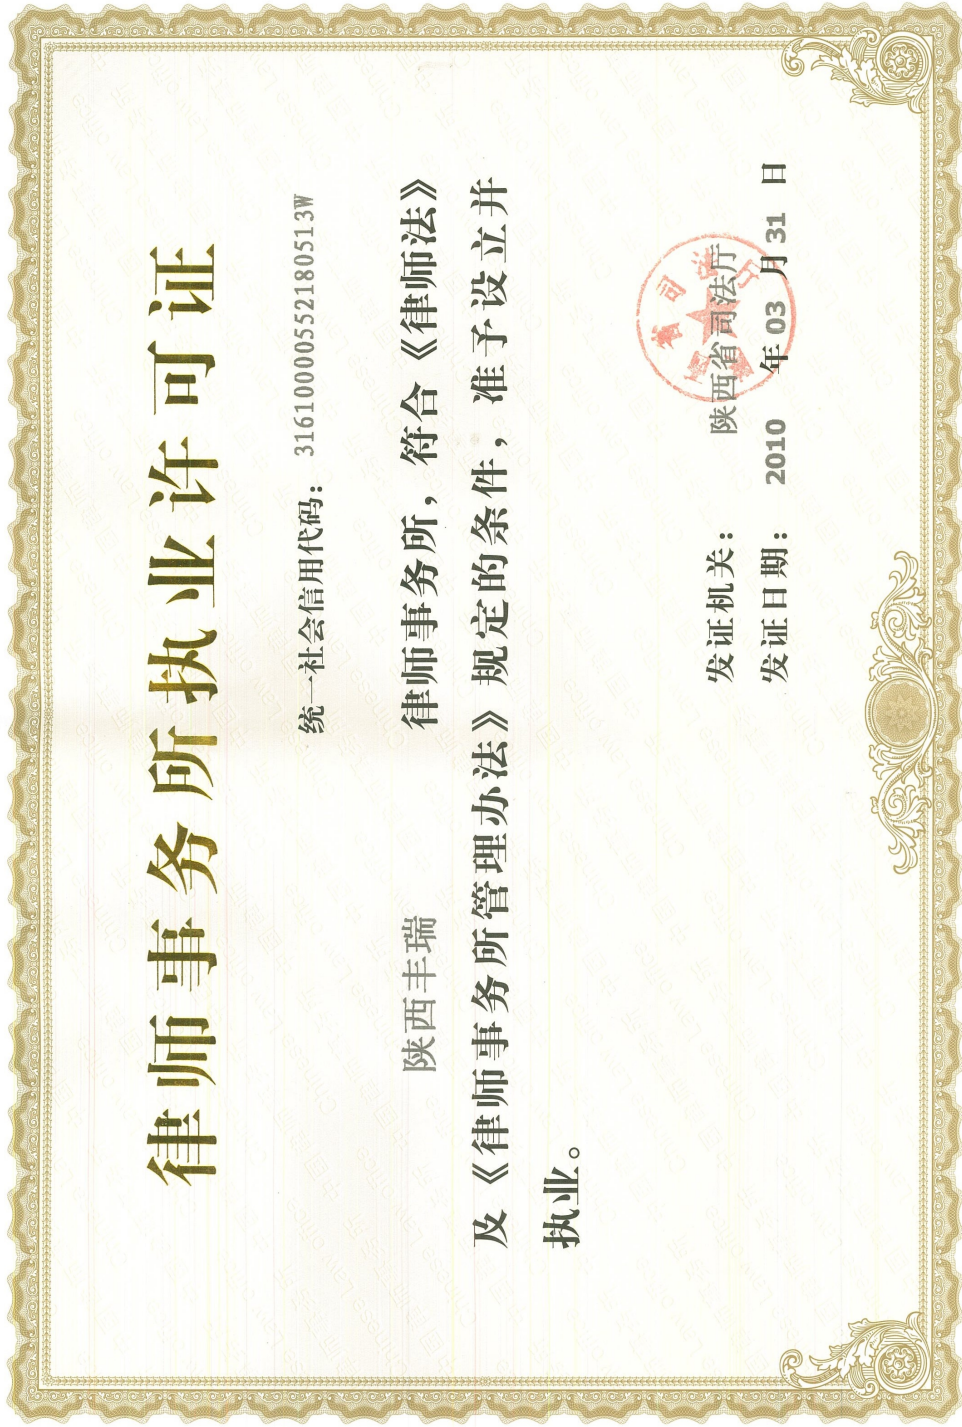 律师事务所执业许可证
统一社会信用代码： 31610000552180513W
陕西丰瑞 律师事务所，符合《律师法》
及《律师事务所管理办法》规定的条件，准予设立并
执业。
发证机关： 陕西省司法厅
发证日期： 2010 年 03 月 31 日